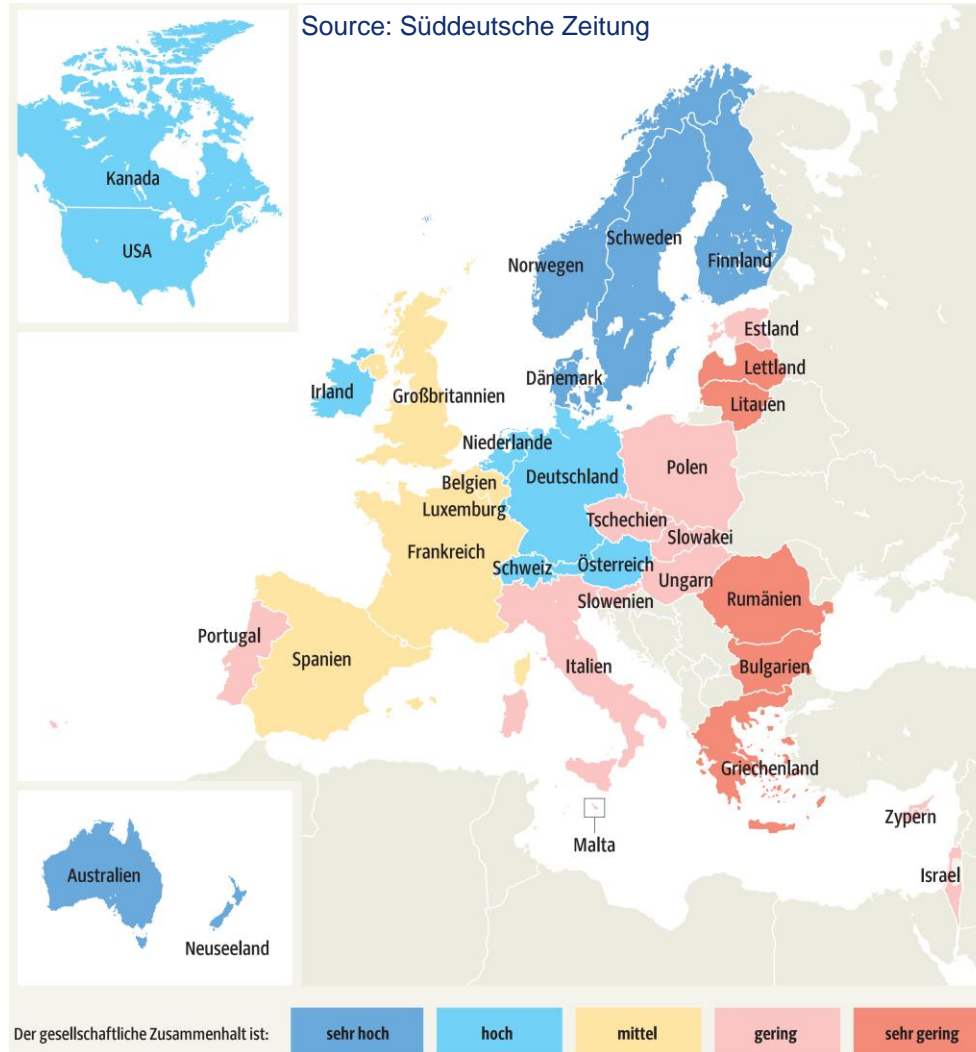 Source: Süddeutsche Zeitung
Kanada
USA
Schweden
Norwegen
Finnland
Estland
Lettland
Litauen
Dänemark
Irland
Großbritannien
Niederlande
Deutschland
Polen
Belgien
Luxemburg
Tschechien
Slowakei
Frankreich
Schweiz
Österreich
Ungarn
Slowenien
Rumänien
Portugal
Spanien
Italien
Bulgarien
Griechenland
Zypern
Malta
Israel
Australien
Neuseeland
Der gesellschaftliche Zusammenhalt ist: sehr hoch hoch mittel gering sehr gering